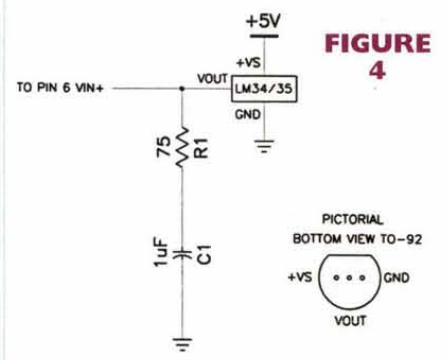 +5V
FIGURE
4
+VS
TO PIN 6 VIN+
VOUT
LM34/35
GND
75
R1
1uF
C1
PICTORIAL
BOTTOM VIEW TO-92
+VS
GND
VOUT